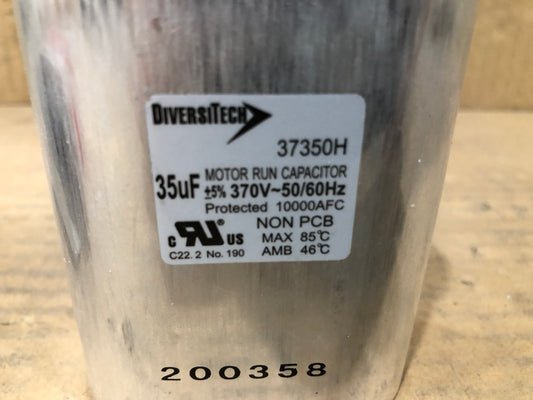 DIVERSITECH
37350H
35uF MOTOR RUN CAPACITOR
±5% 370V~50/60Hz
Protected 10000AFC
NON PCB
c UR® US MAX 85℃
C22.2 No. 190 AMB 46℃
200358